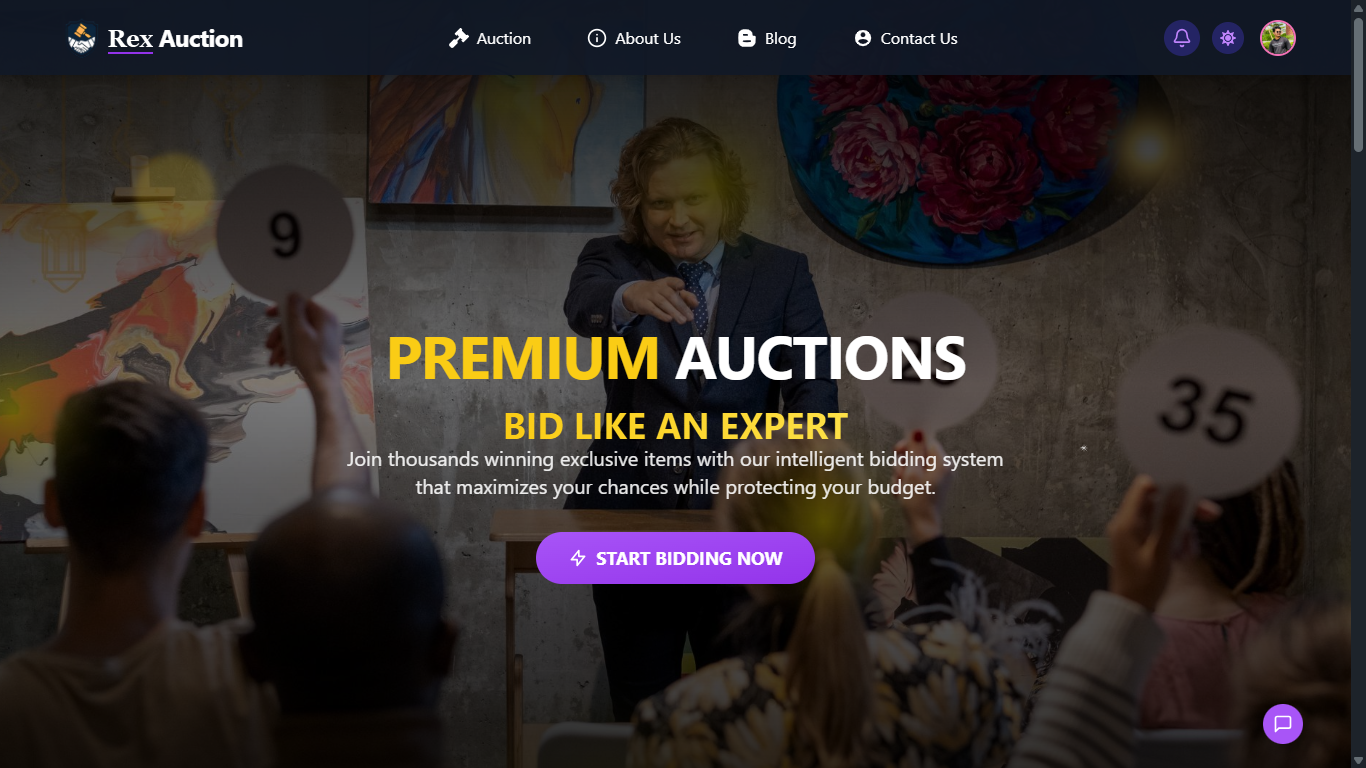 Rex Auction
Auction
About Us
Blog
Contact Us
9
35
PREMIUM AUCTIONS
BID LIKE AN EXPERT
Join thousands winning exclusive items with our intelligent bidding system
that maximizes your chances while protecting your budget.
START BIDDING NOW